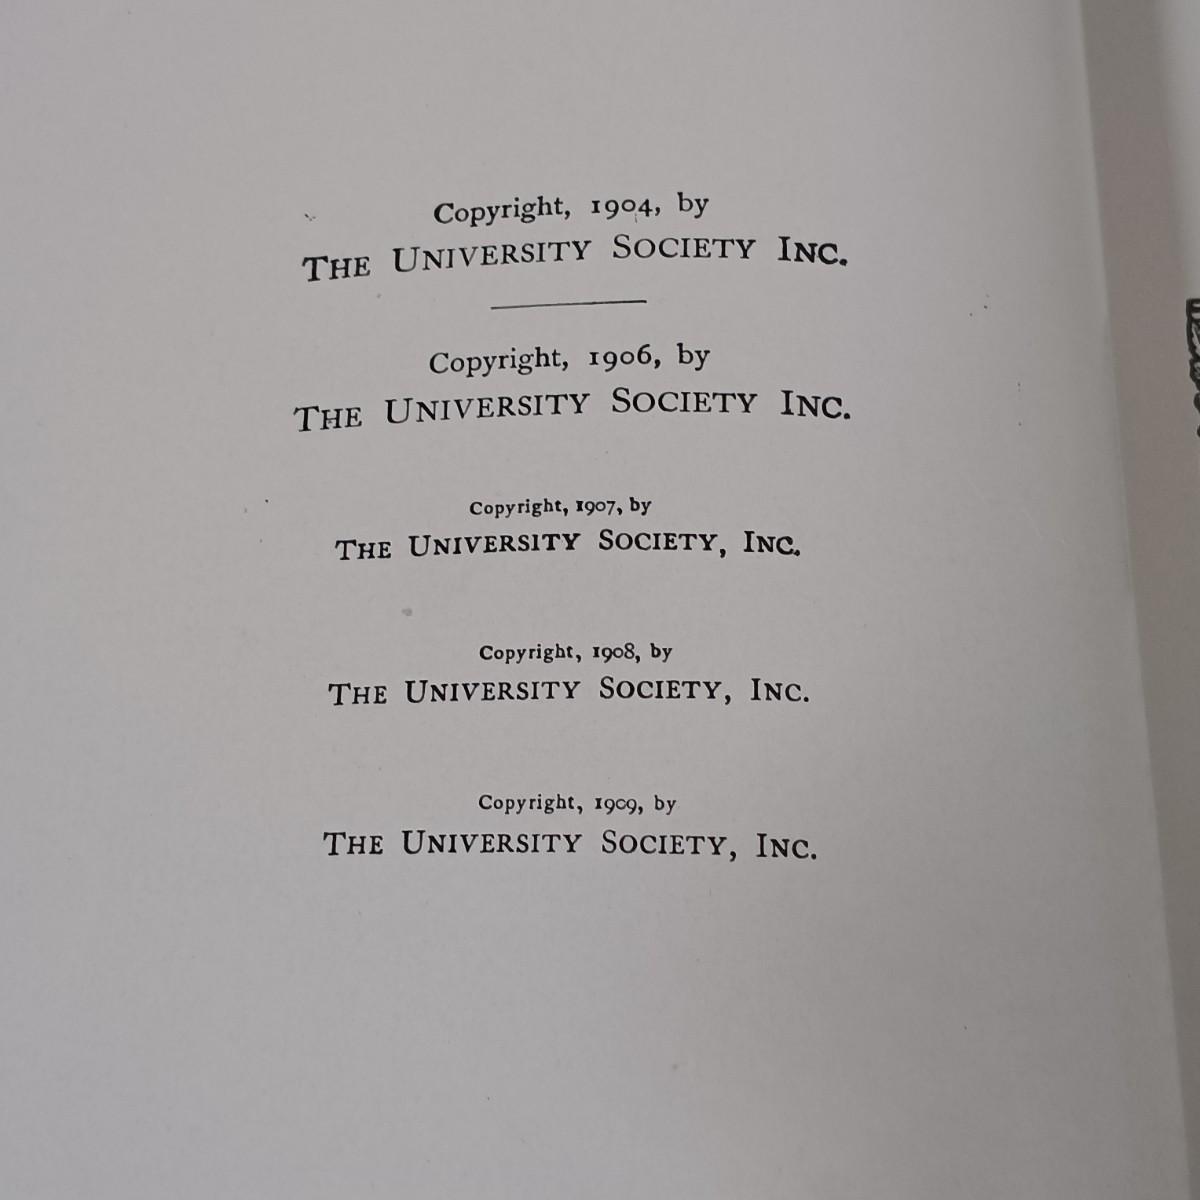 Copyright, 1904, by
THE UNIVERSITY SOCIETY INC.
Copyright, 1906, by
THE UNIVERSITY SOCIETY INC.
Copyright, 1907, by
THE UNIVERSITY SOCIETY, INC.
Copyright, 1908, by
THE UNIVERSITY SOCIETY, INC.
Copyright, 1909, by
THE UNIVERSITY SOCIETY, INC.